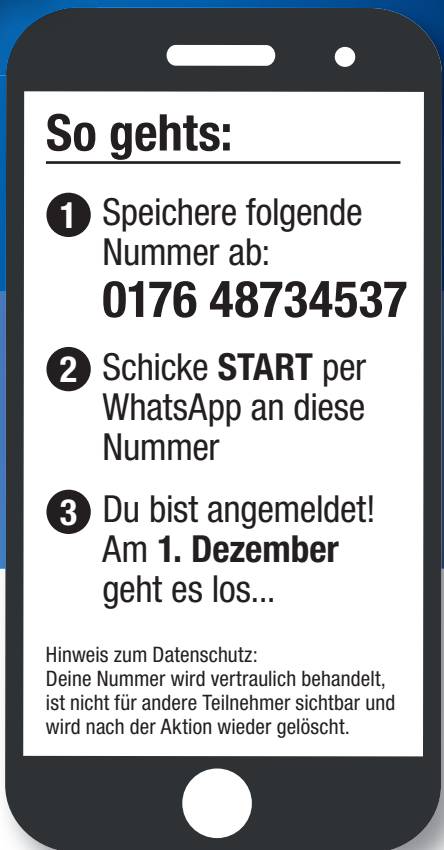 So gehts:
1 Speichere folgende
Nummer ab:
0176 48734537
2 Schicke START per
WhatsApp an diese
Nummer
3 Du bist angemeldet!
Am 1. Dezember
geht es los...
Hinweis zum Datenschutz:
Deine Nummer wird vertraulich behandelt,
ist nicht für andere Teilnehmer sichtbar und
wird nach der Aktion wieder gelöscht.